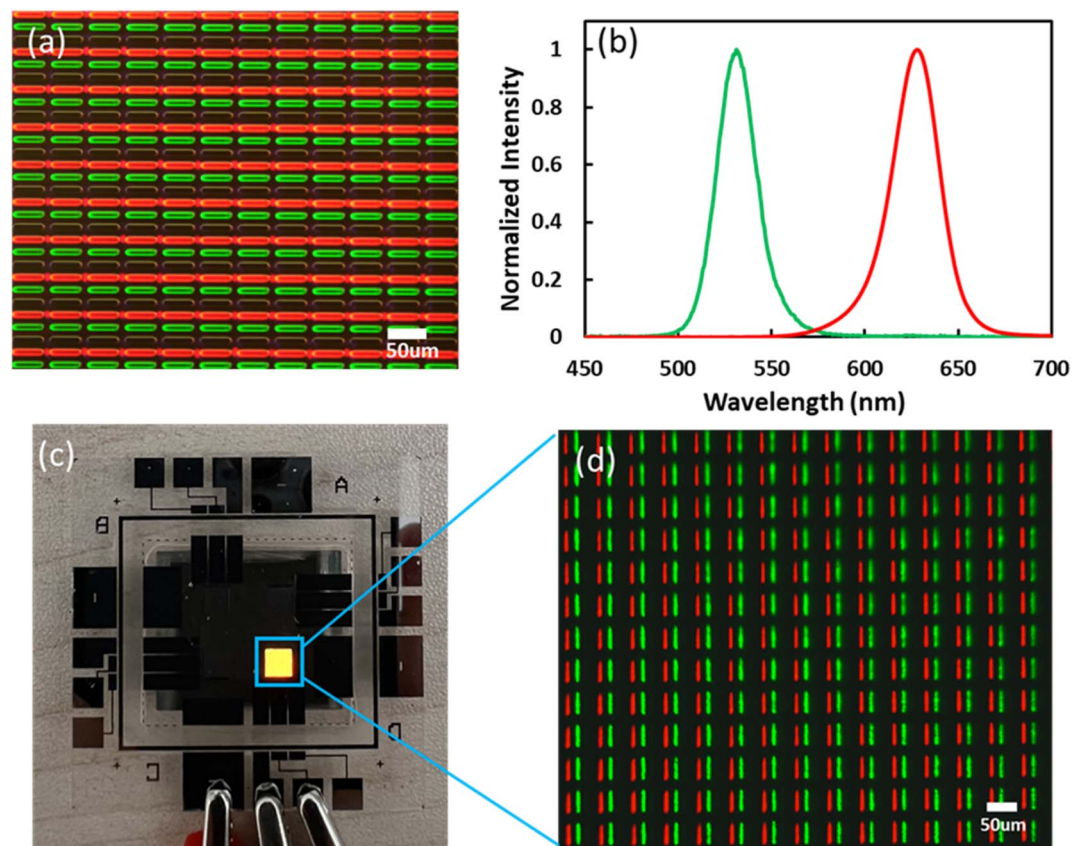 (a)
50um
(b)
Normalized Intensity
1
0.8
0.6
0.4
0.2
0
450 500 550 600 650 700
Wavelength (nm)
(c)
A
B
C
D
(d)
50um